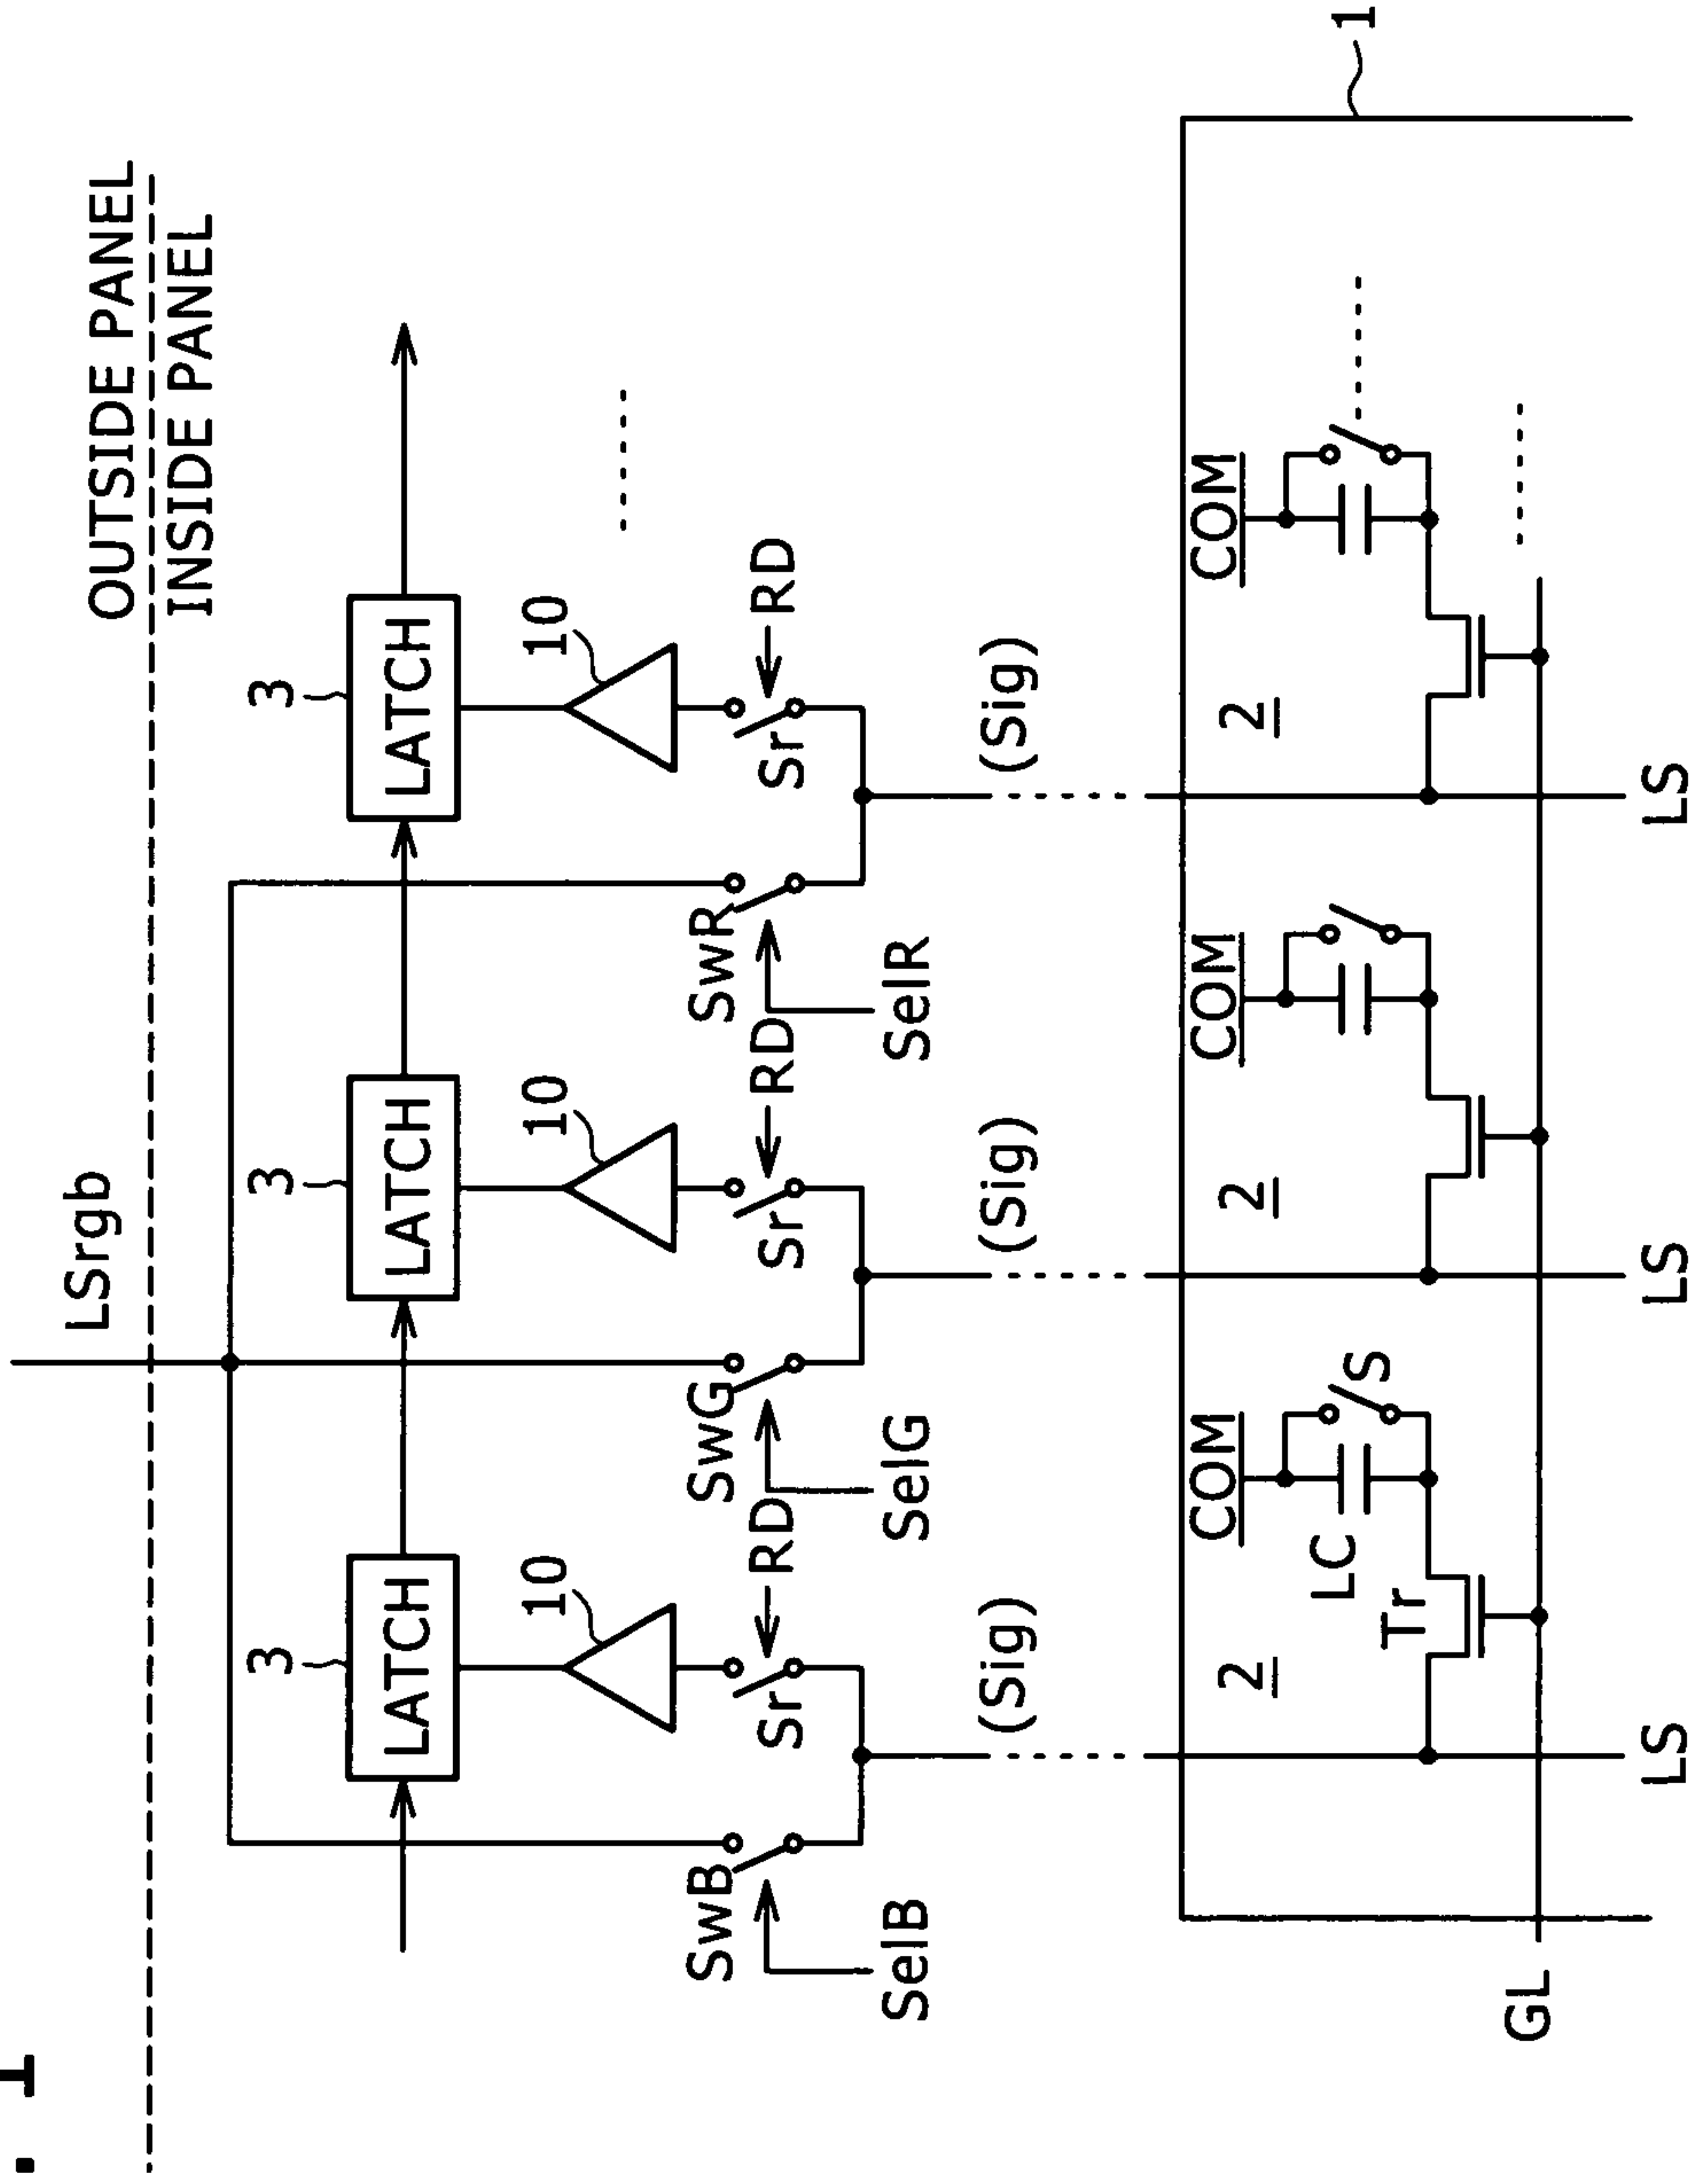 . 1
LSrgb
OUTSIDE PANEL
INSIDE PANEL
3
3
3
LATCH
LATCH
LATCH
10
10
10
SwB
Sr
RD
SwG
Sr
RD
SwR
Sr
RD
SelB
SelG
SelR
(Sig)
(Sig)
(Sig)
COM
COM
COM
2
2
2
LC
S
Tr
1
GL
LS
LS
LS